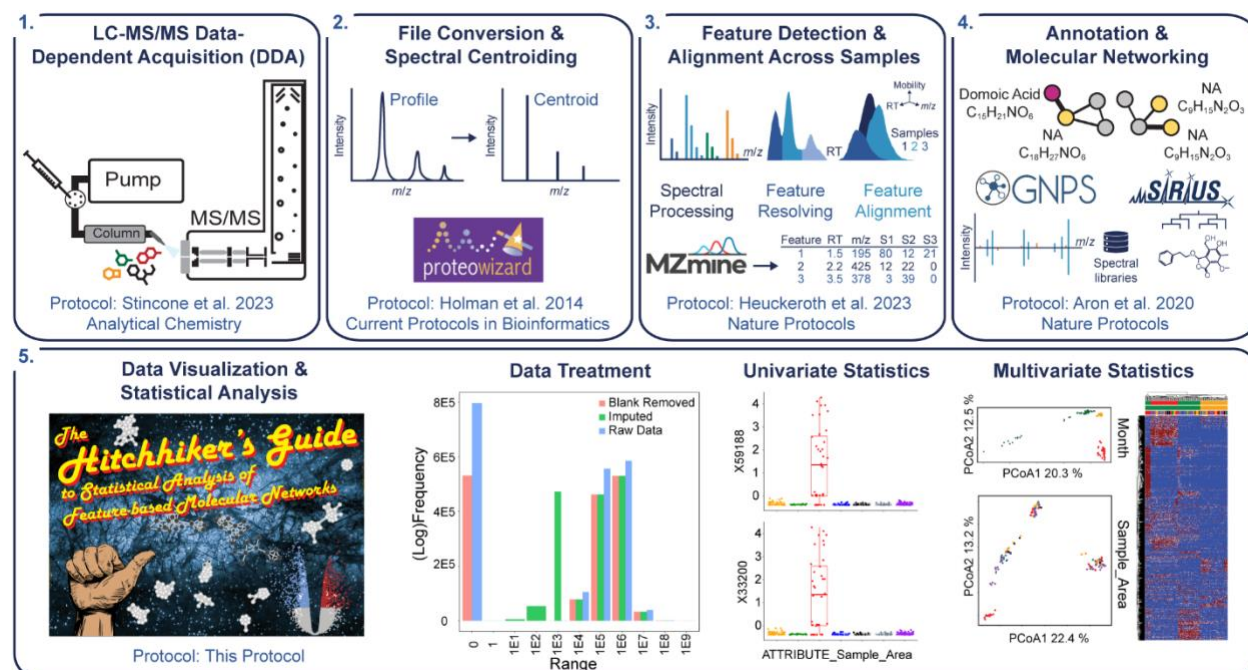 1.
LC-MS/MS Data-
Dependent Acquisition (DDA)
Pump
Column
MS/MS
Protocol: Stincone et al. 2023
Analytical Chemistry
2.
File Conversion &
Spectral Centroiding
Profile
Centroid
Intensity
Intensity
m/z
m/z
proteowizard
Protocol: Holman et al. 2014
Current Protocols in Bioinformatics
3.
Feature Detection &
Alignment Across Samples
Intensity
m/z
RT
Mobility
RT m/z
Samples
1 2 3
Spectral
Processing
Feature
Resolving
Feature
Alignment
MZmine
Feature RT m/z S1 S2 S3
1 1.5 195 80 12 21
2 2.2 425 12 22 0
3 3.5 378 3 39 0
Protocol: Heuckeroth et al. 2023
Nature Protocols
4.
Annotation &
Molecular Networking
Domoic Acid
C15H21NO6
NA
C18H27NO6
NA
C9H15N2O3
NA
C9H15N2O3
GNPS
SIRIUS
Intensity
m/z
Spectral
libraries
OH
HO
O
O
O
O
Protocol: Aron et al. 2020
Nature Protocols
5.
Data Visualization &
Statistical Analysis
The
Hitchhiker's Guide
to Statistical Analysis of
Feature-based Molecular Networks
Protocol: This Protocol
Data Treatment
(Log)Frequency
8E5
6E5
4E5
2E5
0
Blank Removed
Imputed
Raw Data
0 1 1E1 1E2 1E3 1E4 1E5 1E6 1E7 1E8 1E9
Range
Univariate Statistics
X59188
4
3
2
1
0
X33200
4
3
2
1
0
ATTRIBUTE_Sample_Area
Multivariate Statistics
PCoA2 12.5 %
PCoA1 20.3 %
Month
PCoA2 13.2 %
PCoA1 22.4 %
Sample_Area